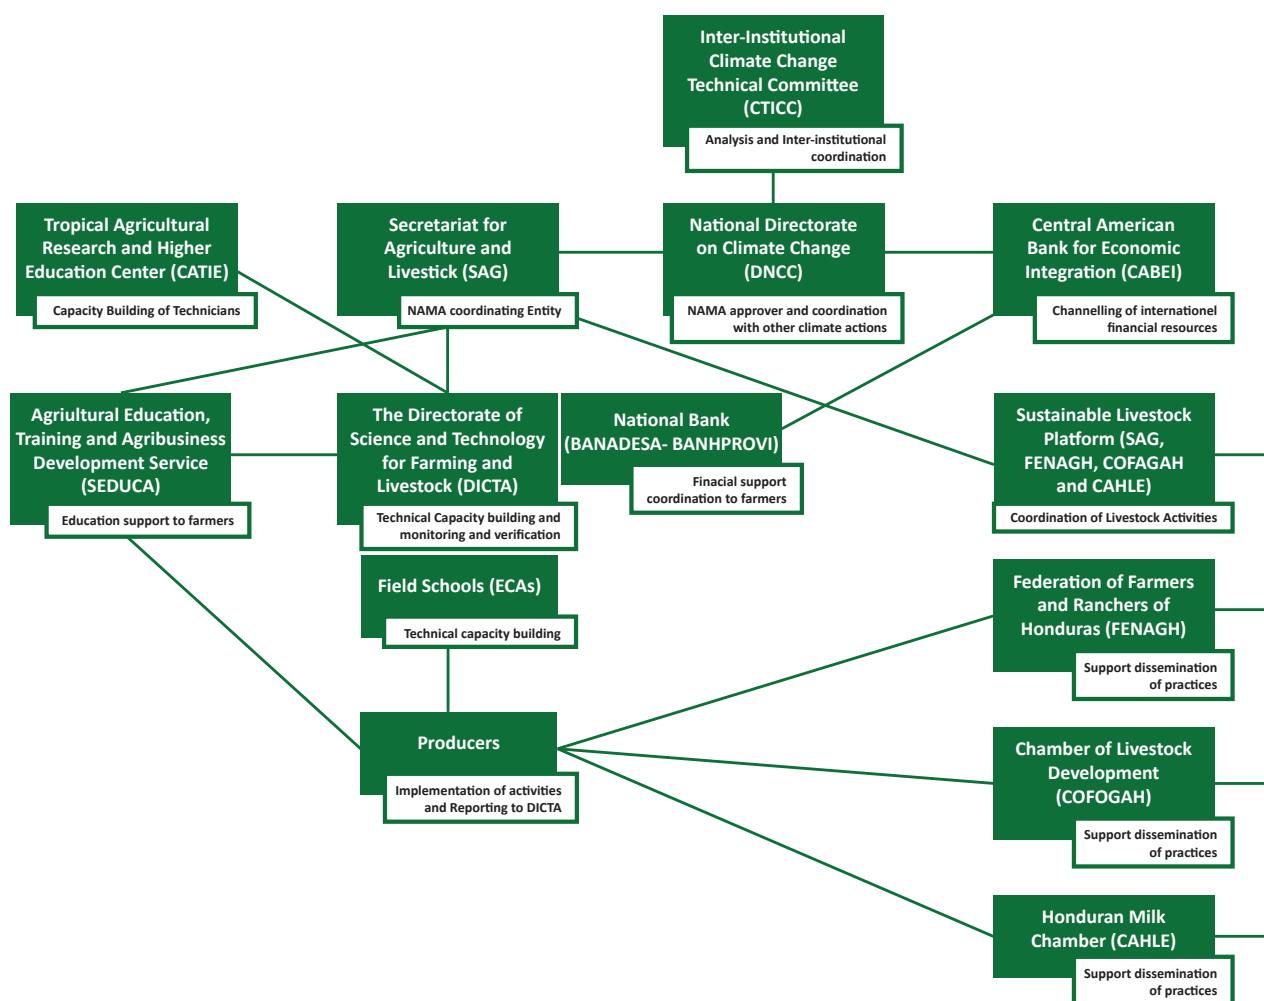 Inter-Institutional
Climate Change
Technical Committee
(CTICC)
Analysis and Inter-institutional
coordination
Tropical Agricultural
Research and Higher
Education Center (CATIE)
Capacity Building of Technicians
Secretariat for
Agriculture and
Livestick (SAG)
NAMA coordinating Entity
National Directorate
on Climate Change
(DNCC)
NAMA approver and coordination
with other climate actions
Central American
Bank for Economic
Integration (CABEI)
Channelling of internationel
financial resources
Agriultural Education,
Training and Agribusiness
Development Service
(SEDUCA)
Education support to farmers
The Directorate of
Science and Technology
for Farming and
Livestock (DICTA)
Technical Capacity building and
monitoring and verification
National Bank
(BANADESA- BANHPROVI)
Finacial support
coordination to farmers
Sustainable Livestock
Platform (SAG,
FENAGH, COFAGAH
and CAHLE)
Coordination of Livestock Activities
Field Schools (ECAs)
Technical capacity building
Federation of Farmers
and Ranchers of
Honduras (FENAGH)
Support dissemination
of practices
Producers
Implementation of activities
and Reporting to DICTA
Chamber of Livestock
Development
(COFOGAH)
Support dissemination
of practices
Honduran Milk
Chamber (CAHLE)
Support dissemination
of practices